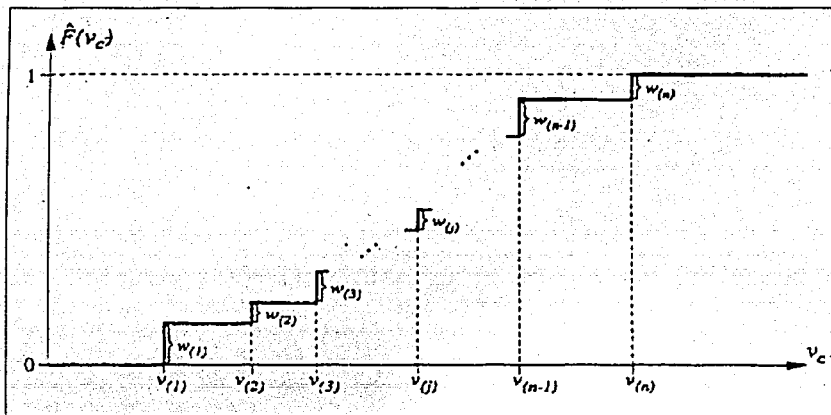 F̂(v_c)
1
w_(n)
w_(n-1)
w_(j)
w_(3)
w_(2)
w_(1)
0
v_c
v_(1) v_(2) v_(3) v_(j) v_(n-1) v_(n)